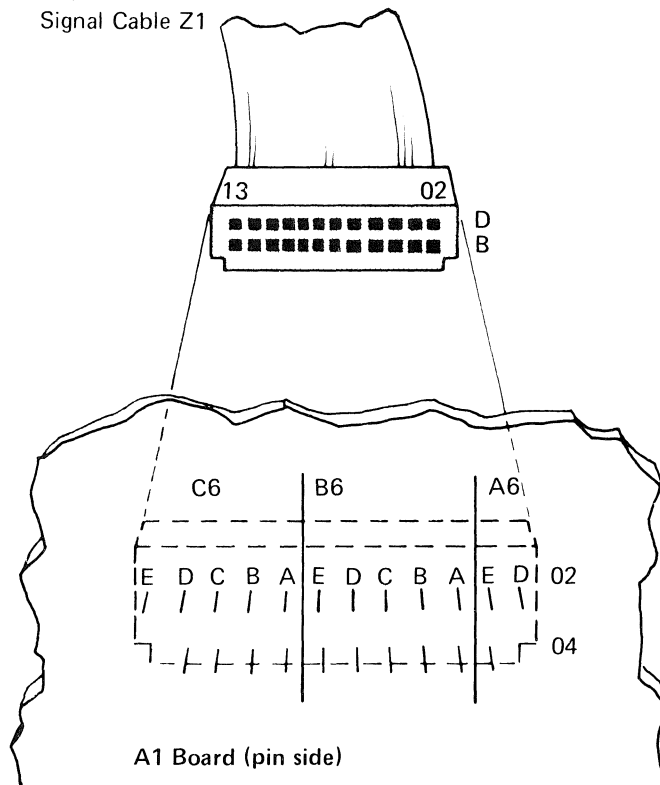 Signal Cable Z1
13 02
D
B
C6 B6 A6
E D C B A E D C B A E D 02
04
A1 Board (pin side)